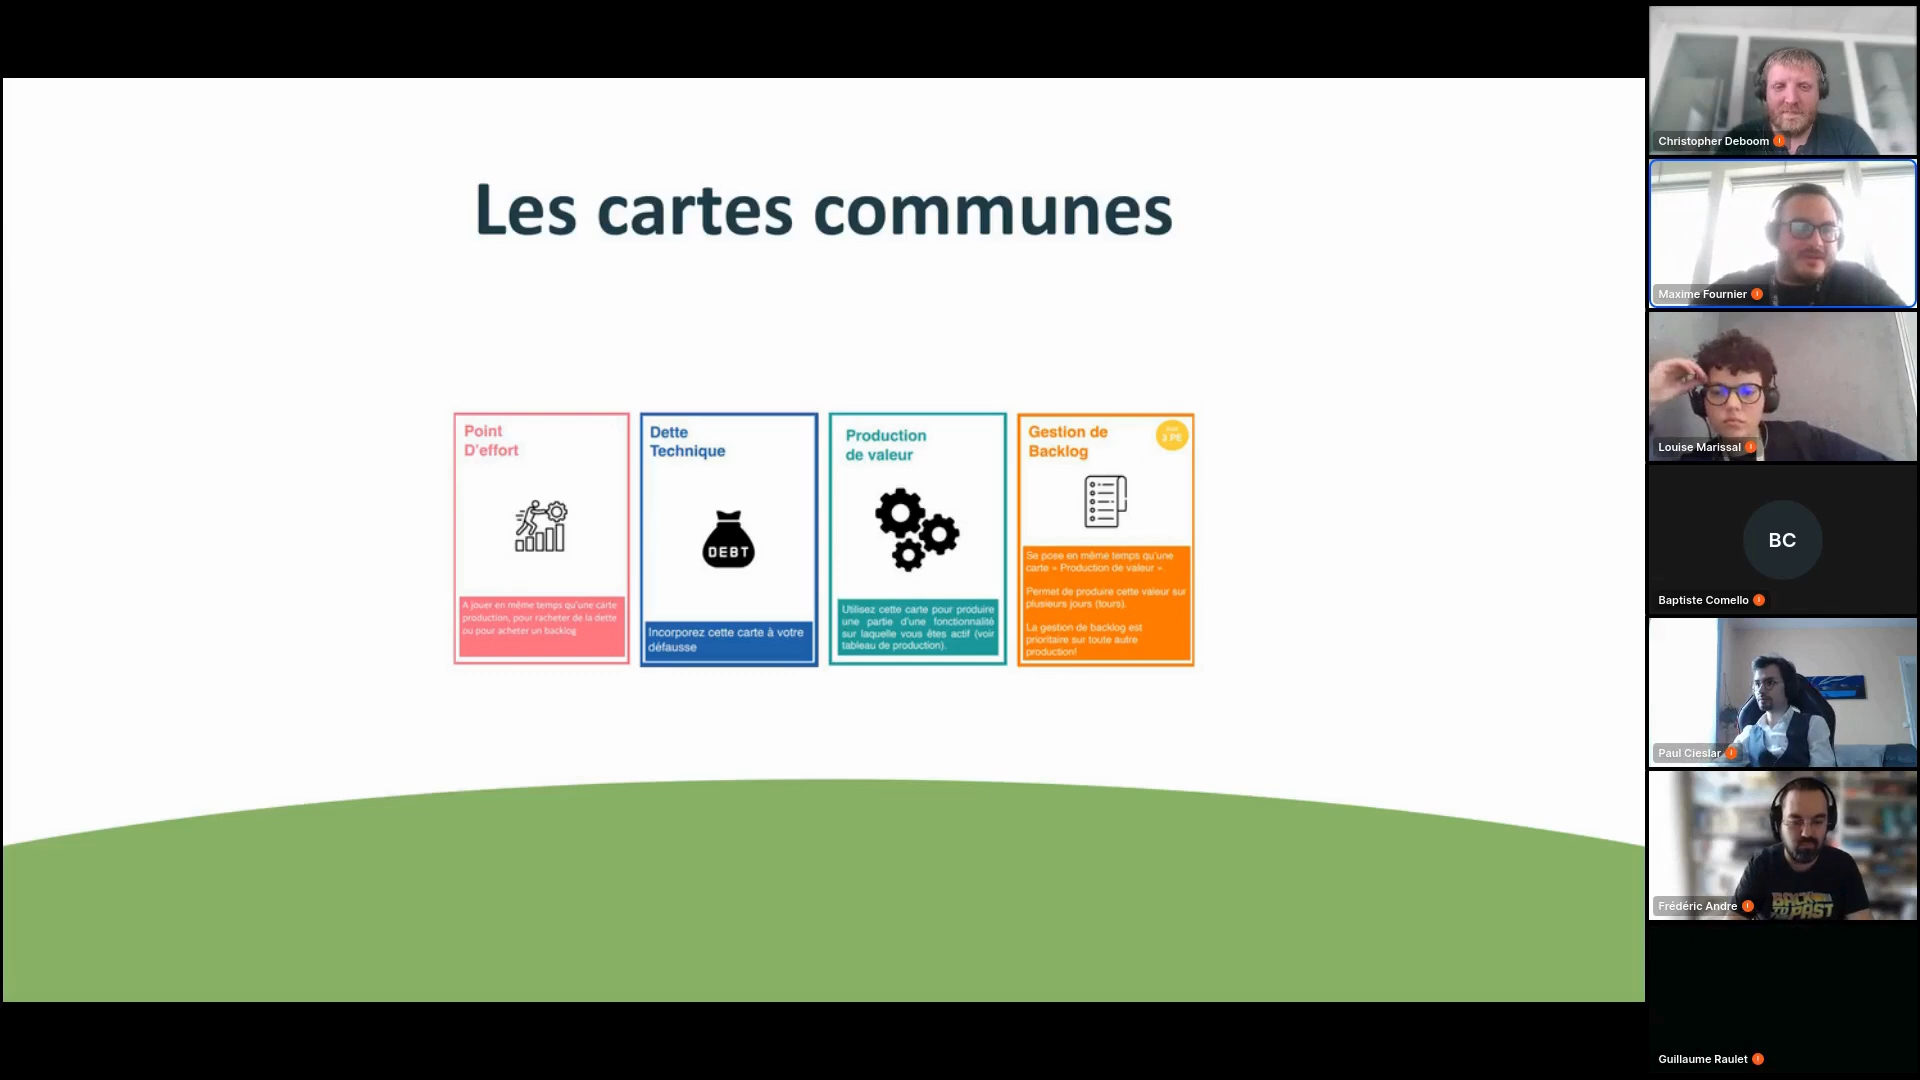 Les cartes communes
Point
D'effort
A jouer en même temps qu'une carte
production, pour racheter de la dette
ou pour acheter un backlog
Dette
Technique
DEBT
Incorporez cette carte à votre
défausse
Production
de valeur
Utilisez cette carte pour produire
une partie d'une fonctionnalité
sur laquelle vous êtes actif (voir
tableau de production).
Gestion de
Backlog
3 PE
Se pose en même temps qu'une
carte « Production de valeur ».
Permet de produire cette valeur sur
plusieurs jours (tours).
La gestion de backlog est
prioritaire sur toute autre
production!
Christopher Deboom
Maxime Fournier
Louise Marissal
BC
Baptiste Comello
Paul Cieslar
BACK
TO THE
PAST
Frédéric Andre
Guillaume Raulet